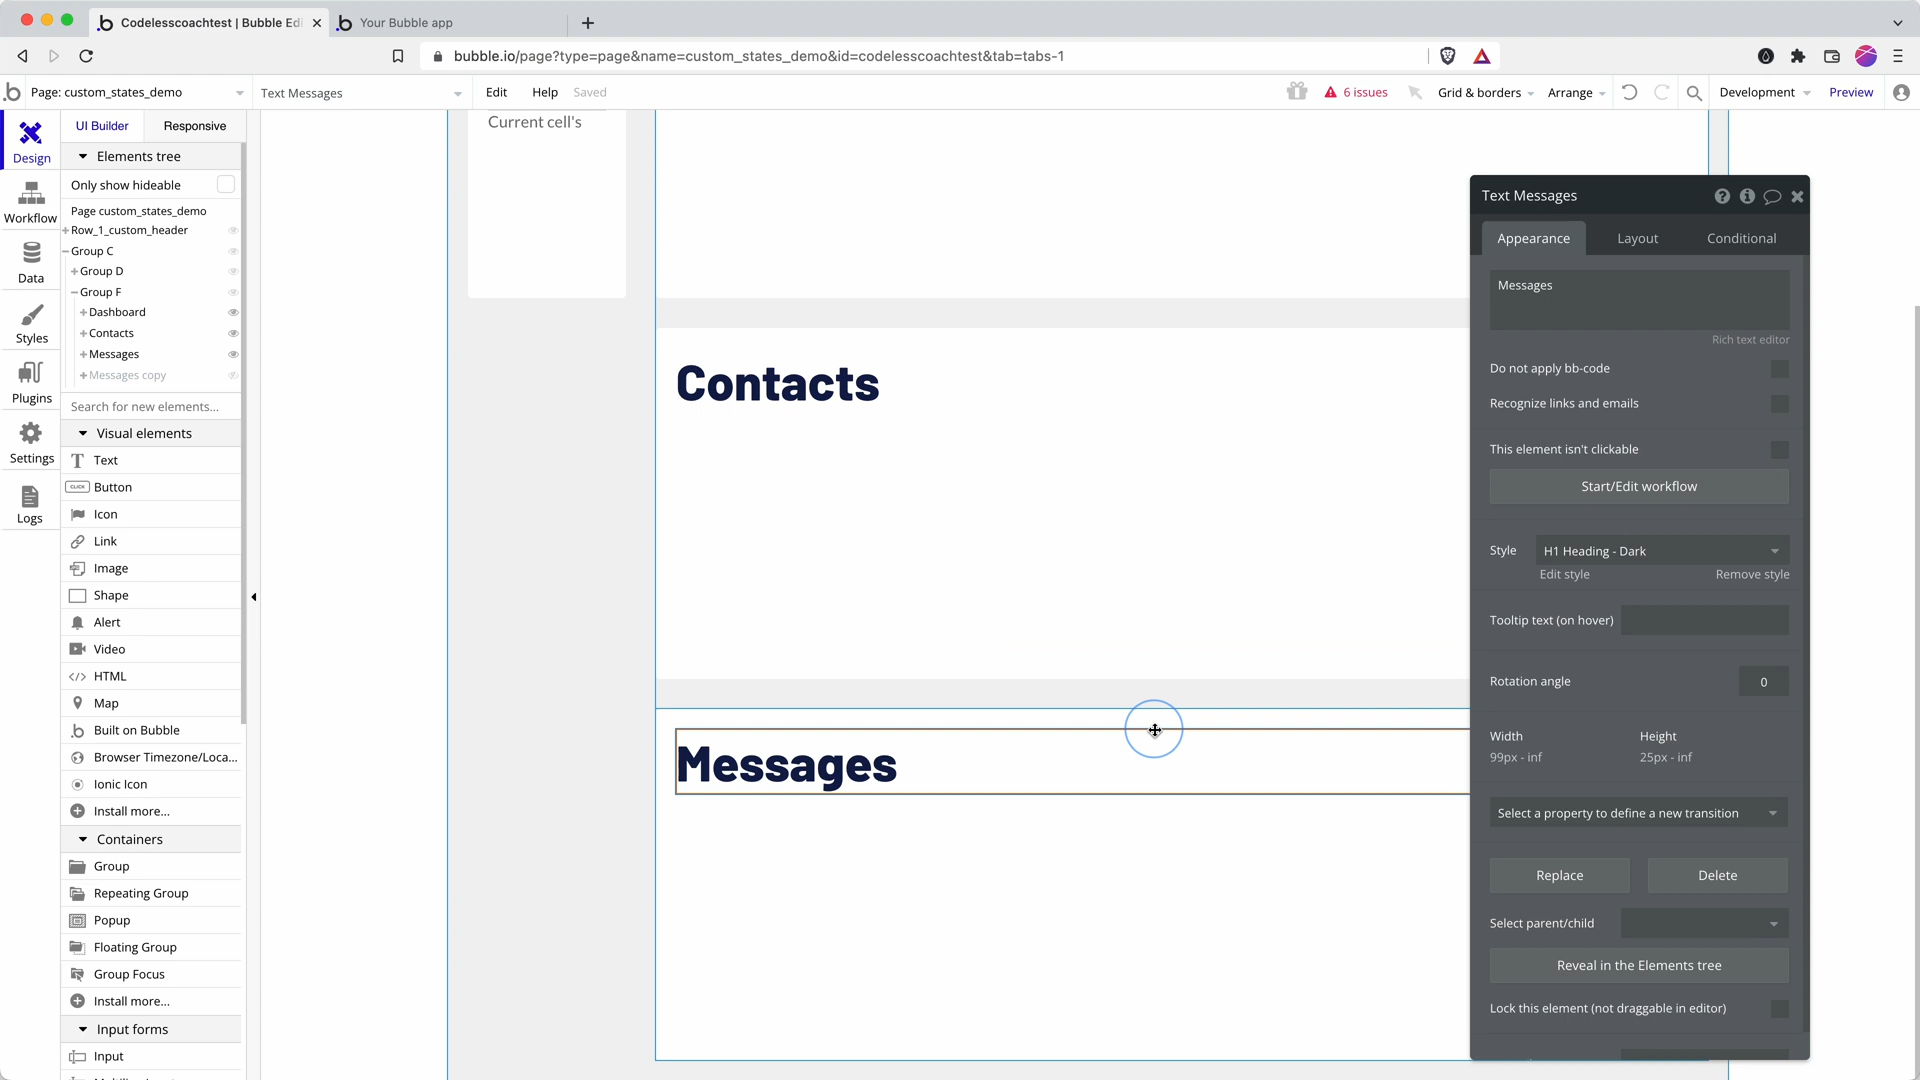 Codelesscoachtest | Bubble Edi
Your Bubble app
bubble.io/page?type=page&name=custom_states_demo&id=codelesscoachtest&tab=tabs-1
Page: custom_states_demo
Text Messages
Edit
Help
Saved
6 issues
Grid & borders
Arrange
Development
Preview
Design
Workflow
Data
Styles
Plugins
Settings
Logs
UI Builder
Responsive
Elements tree
Only show hideable
Page custom_states_demo
Row_1_custom_header
Group C
Group D
Group F
Dashboard
Contacts
Messages
Messages copy
Search for new elements...
Visual elements
Text
CLICK
Button
Icon
Link
Image
Shape
Alert
Video
HTML
Map
Built on Bubble
Browser Timezone/Loca...
Ionic Icon
Install more...
Containers
Group
Repeating Group
Popup
Floating Group
Group Focus
Install more...
Input forms
Input
Current cell's
Contacts
Messages
Text Messages
Appearance
Layout
Conditional
Messages
Rich text editor
Do not apply bb-code
Recognize links and emails
This element isn't clickable
Start/Edit workflow
Style
H1 Heading - Dark
Edit style
Remove style
Tooltip text (on hover)
Rotation angle
0
Width
Height
99px - inf
25px - inf
Select a property to define a new transition
Replace
Delete
Select parent/child
Reveal in the Elements tree
Lock this element (not draggable in editor)